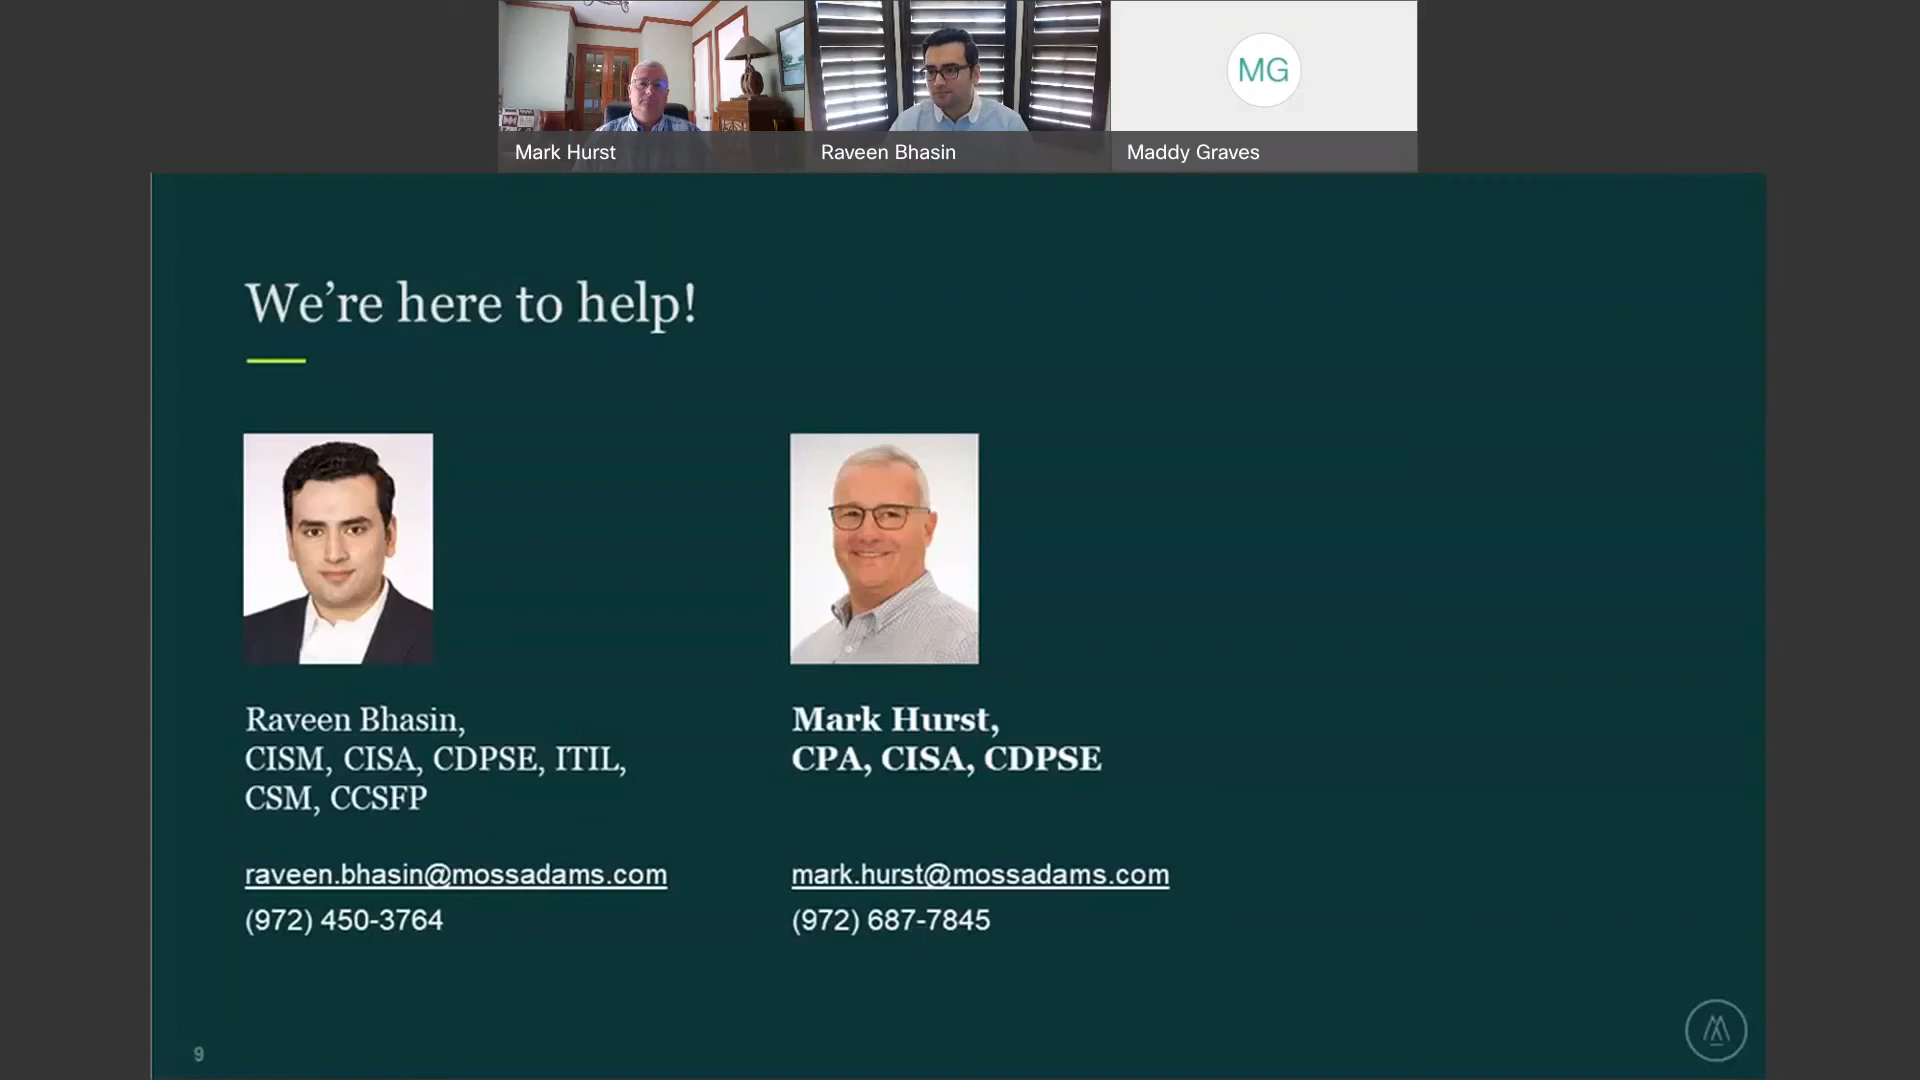 Mark Hurst
Raveen Bhasin
MG
Maddy Graves
We’re here to help!
Raveen Bhasin,
CISM, CISA, CDPSE, ITIL,
CSM, CCSFP
raveen.bhasin@mossadams.com
(972) 450-3764
Mark Hurst,
CPA, CISA, CDPSE
mark.hurst@mossadams.com
(972) 687-7845
9